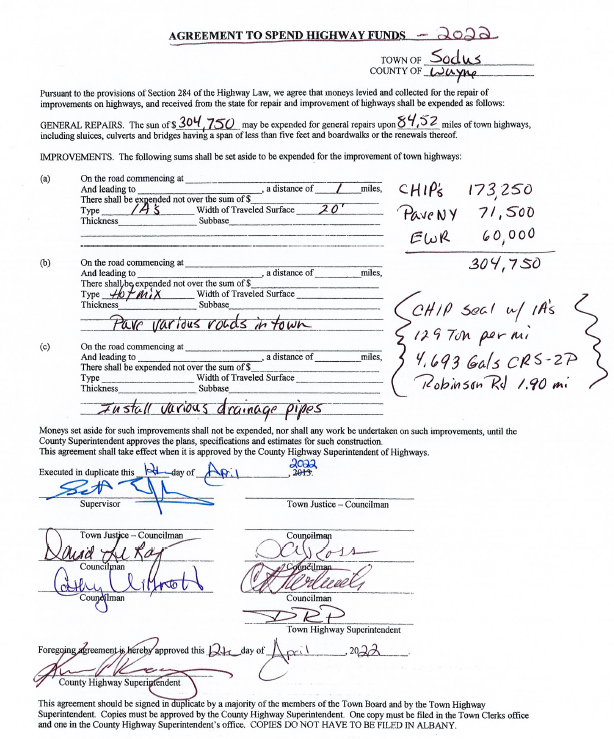 AGREEMENT TO SPEND HIGHWAY FUNDS - 2022
TOWN OF Sodus
COUNTY OF Wayne
Pursuant to the provisions of Section 284 of the Highway Law, we agree that moneys levied and collected for the repair of
improvements on highways, and received from the state for repair and improvement of highways shall be expended as follows:
GENERAL REPAIRS. The sum of $ 304,750 may be expended for general repairs upon 84,52 miles of town highways,
including sluices, culverts and bridges having a span of less than five feet and boardwalks or the renewals thereof.
IMPROVEMENTS. The following sums shall be set aside to be expended for the improvement of town highways:
(a) On the road commencing at
And leading to , a distance of 1 miles,
There shall be expended not over the sum of $
Type 1A's Width of Traveled Surface 20'
Thickness Subbase
CHIP's 173,250
Pave NY 71,500
EWR 60,000
304,750
(b) On the road commencing at
And leading to , a distance of miles,
There shall be expended not over the sum of $
Type Hotmix Width of Traveled Surface
Thickness Subbase
Pave various roads in town
CHIP Seal w/ 1A's
129 Ton per mi
4,693 Gals CRS-2P
Robinson Rd 1.90 mi
(c) On the road commencing at
And leading to , a distance of miles,
There shall be expended not over the sum of $
Type Width of Traveled Surface
Thickness Subbase
Install various drainage pipes
Moneys set aside for such improvements shall not be expended, nor shall any work be undertaken on such improvements, until the
County Superintendent approves the plans, specifications and estimates for such construction.
This agreement shall take effect when it is approved by the County Highway Superintendent of Highways.
2022
Executed in duplicate this 12th day of April , 2019.
Supervisor Town Justice – Councilman
Town Justice – Councilman Councilman
David LeRoy
Councilman Councilman
Cathy
Councilman Councilman
DRP
Town Highway Superintendent
Foregoing agreement is hereby approved this 12th day of April , 2022
County Highway Superintendent
This agreement should be signed in duplicate by a majority of the members of the Town Board and by the Town Highway
Superintendent. Copies must be approved by the County Highway Superintendent. One copy must be filed in the Town Clerks office
and one in the County Highway Superintendent's office. COPIES DO NOT HAVE TO BE FILED IN ALBANY.